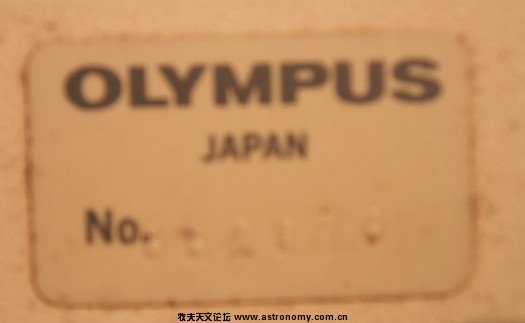 OLYMPUS
JAPAN
No.
牧夫天文论坛 www.astronomy.com.cn